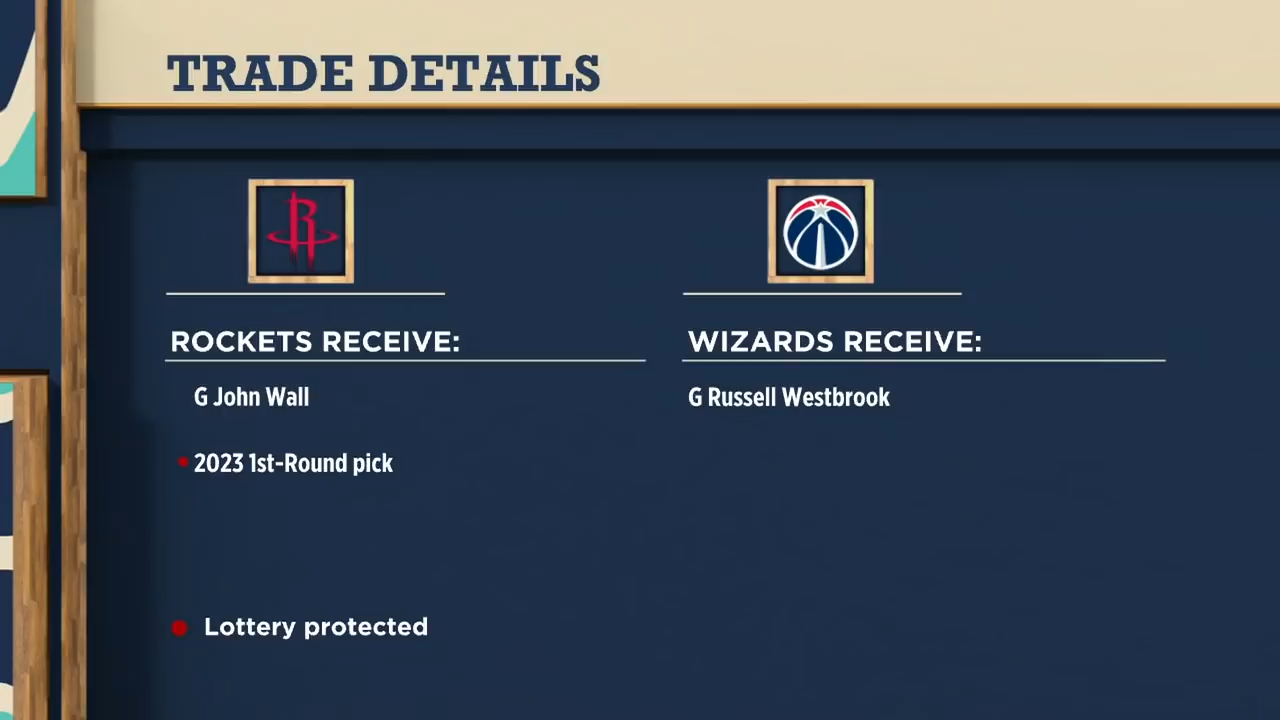 TRADE DETAILS
ROCKETS RECEIVE:
G John Wall
2023 1st-Round pick
Lottery protected
WIZARDS RECEIVE:
G Russell Westbrook